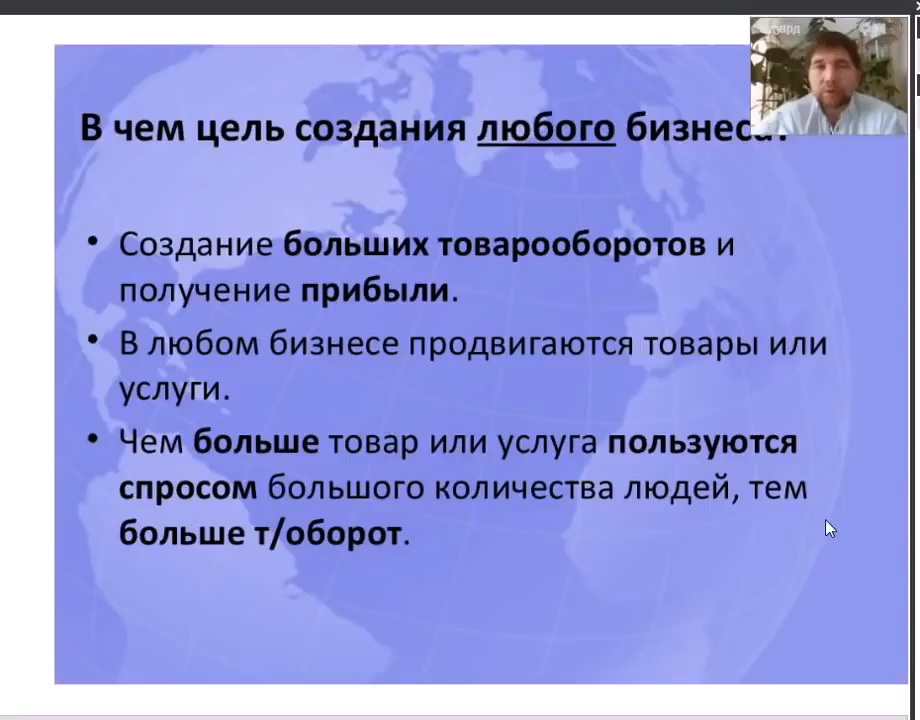 В чем цель создания любого бизнеса?
• Создание больших товарооборотов и
получение прибыли.
• В любом бизнесе продвигаются товары или
услуги.
• Чем больше товар или услуга пользуются
спросом большого количества людей, тем
больше т/оборот.